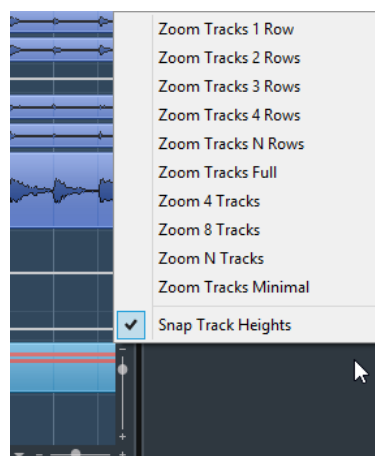 Zoom Tracks 1 Row
Zoom Tracks 2 Rows
Zoom Tracks 3 Rows
Zoom Tracks 4 Rows
Zoom Tracks N Rows
Zoom Tracks Full
Zoom 4 Tracks
Zoom 8 Tracks
Zoom N Tracks
Zoom Tracks Minimal
Snap Track Heights